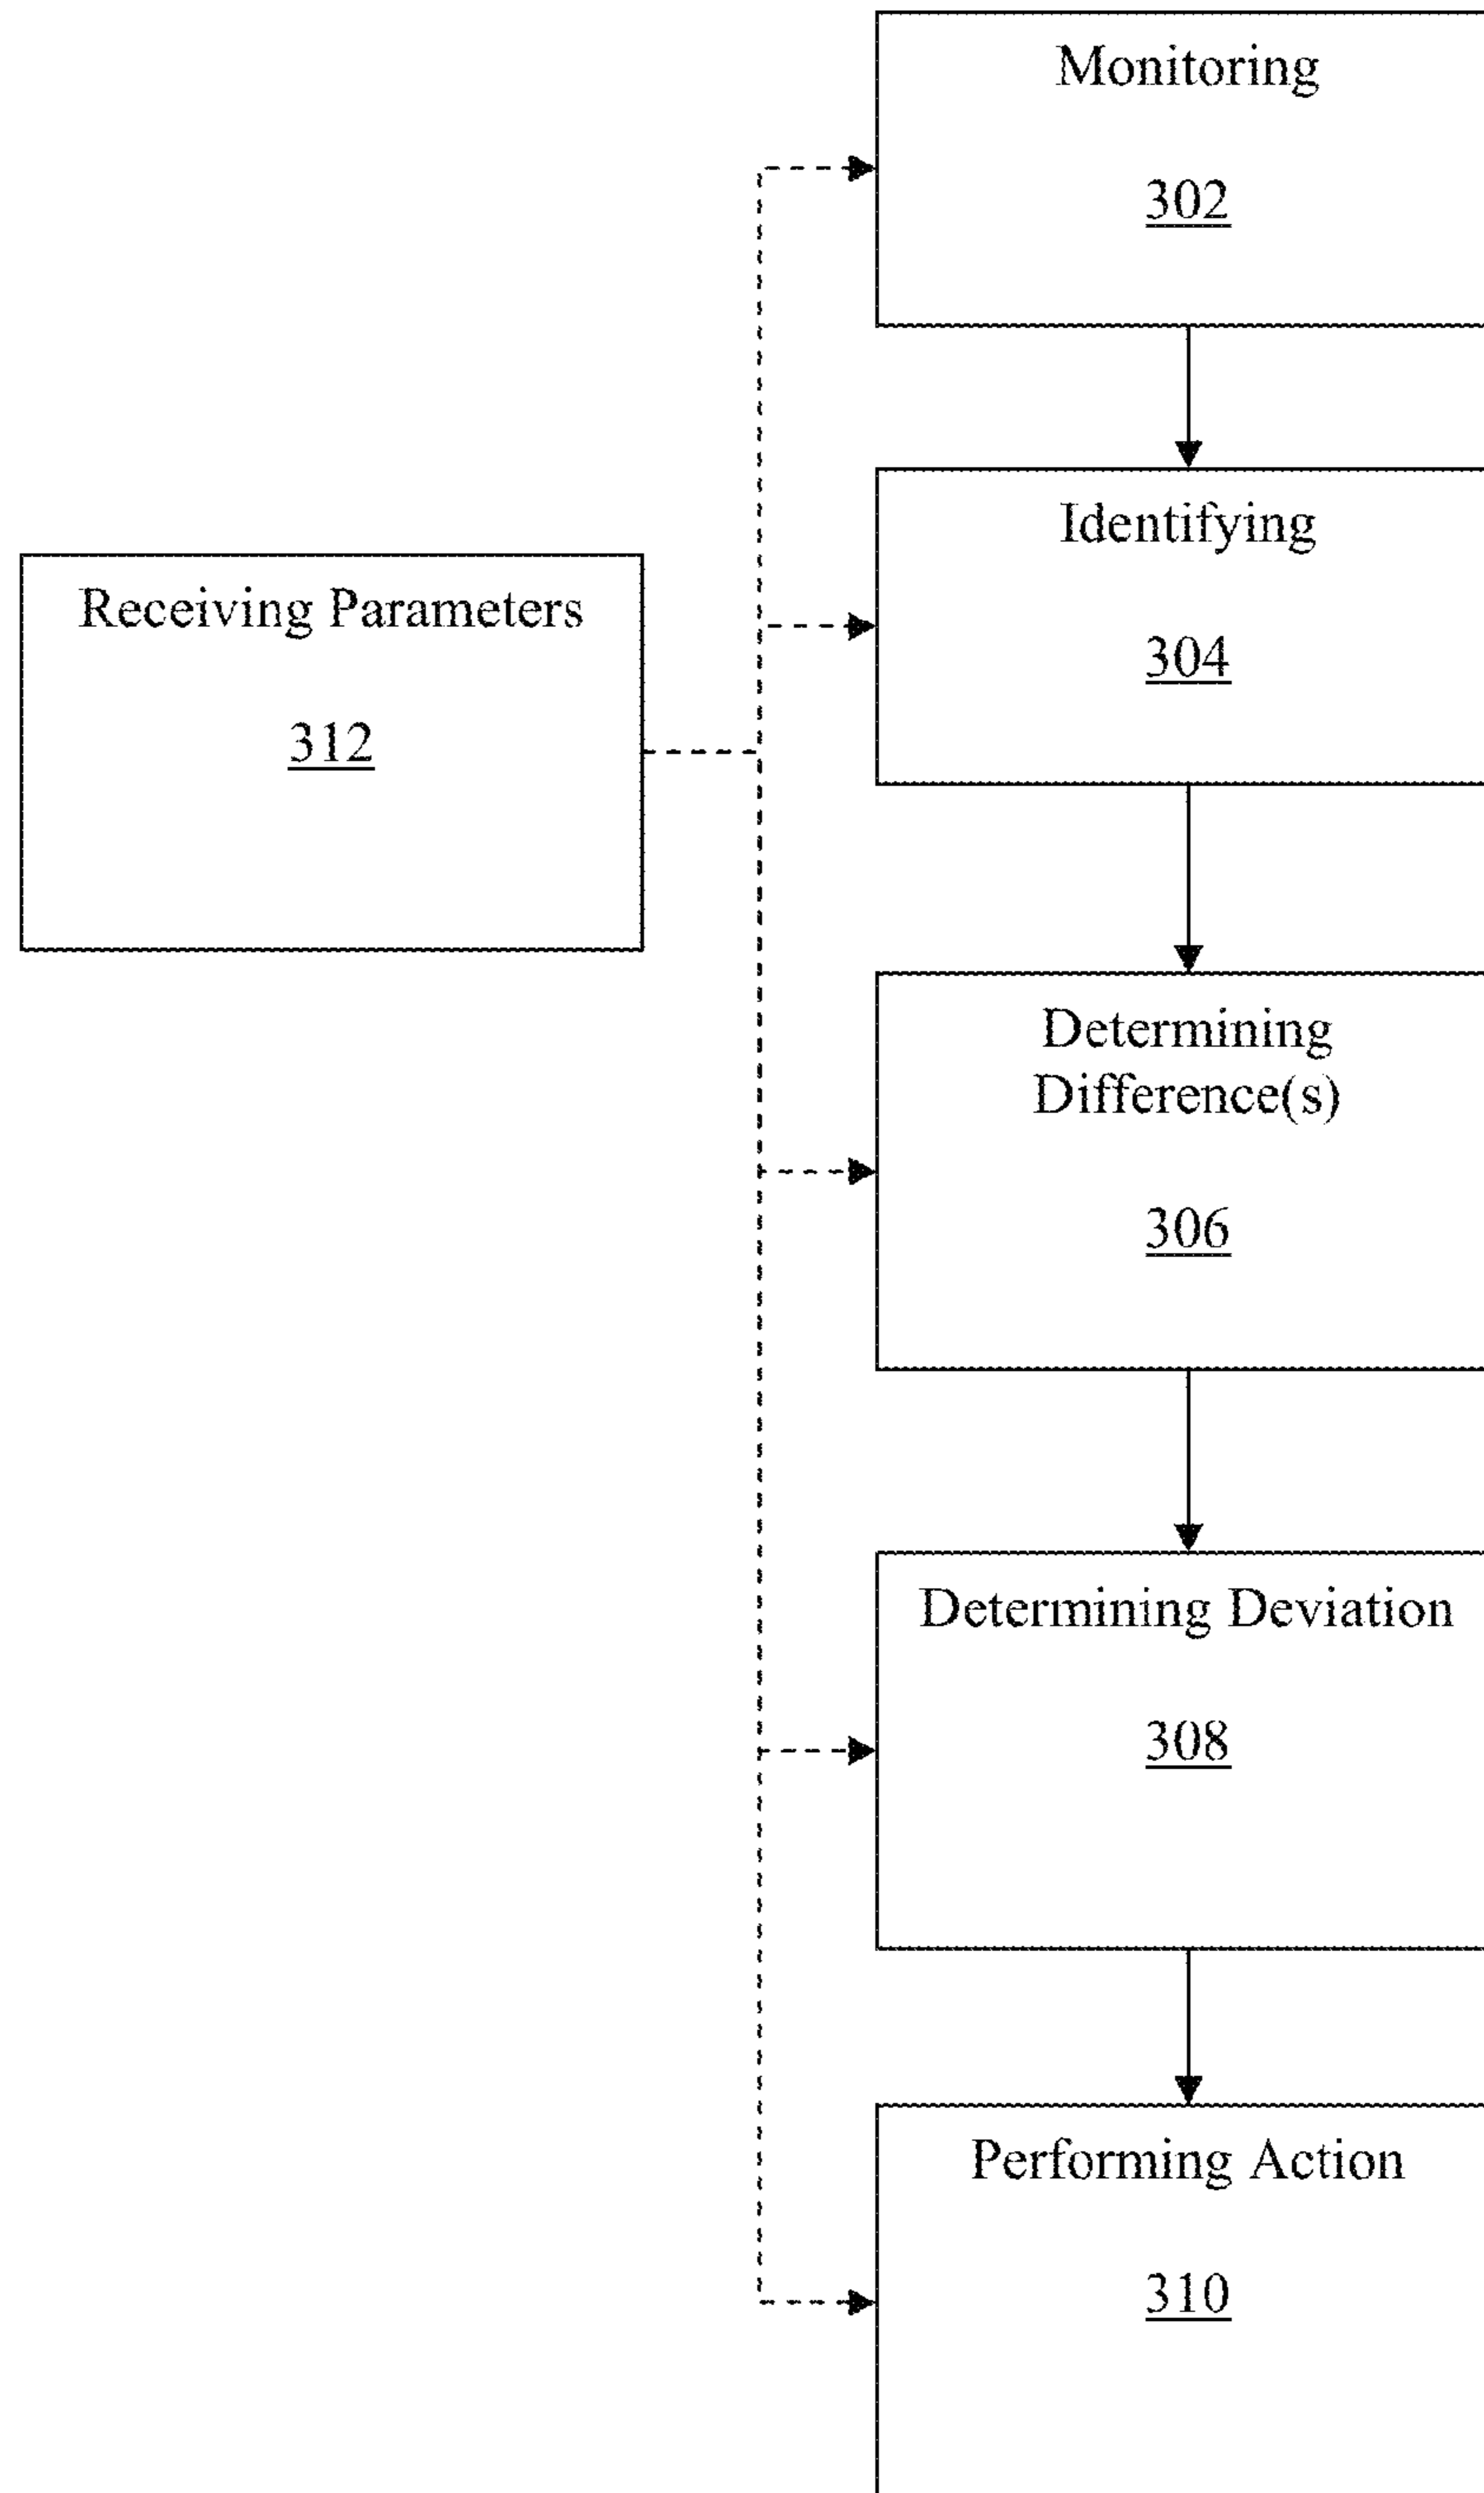 Monitoring
302
Identifying
304
Receiving Parameters
312
Determining
Difference(s)
306
Determining Deviation
308
Performing Action
310